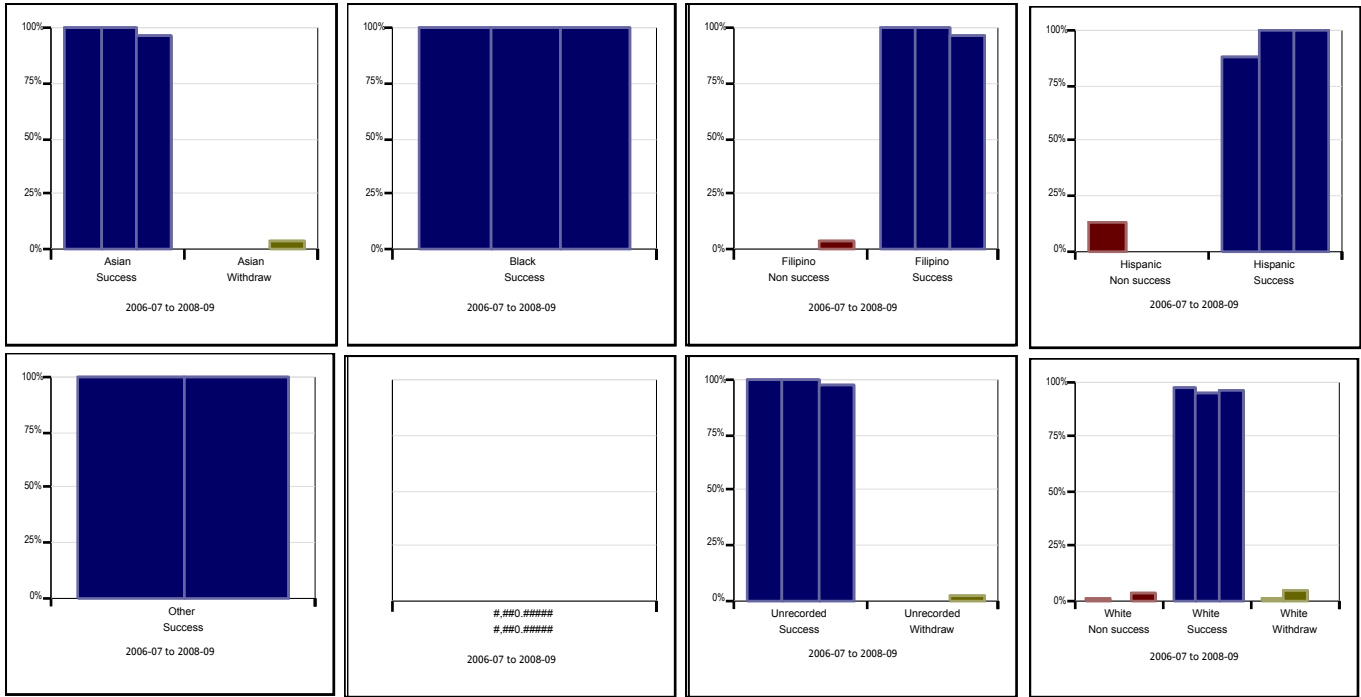 100%
75%
50%
25%
0%
Asian Asian
Success Withdraw
2006-07 to 2008-09
100%
75%
50%
25%
0%
Black
Success
2006-07 to 2008-09
100%
75%
50%
25%
0%
Filipino Filipino
Non success Success
2006-07 to 2008-09
100%
75%
50%
25%
0%
Hispanic Hispanic
Non success Success
2006-07 to 2008-09
100%
75%
50%
25%
0%
Other
Success
2006-07 to 2008-09
#,##0.#####
#,##0.#####
2006-07 to 2008-09
100%
75%
50%
25%
0%
Unrecorded Unrecorded
Success Withdraw
2006-07 to 2008-09
100%
75%
50%
25%
0%
White White White
Non success Success Withdraw
2006-07 to 2008-09